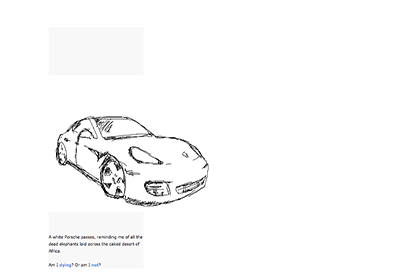 A white Porsche passes, reminding me of all the
dead elephants laid across the caked desert of
Africa.
Am I dying? Or am I not?